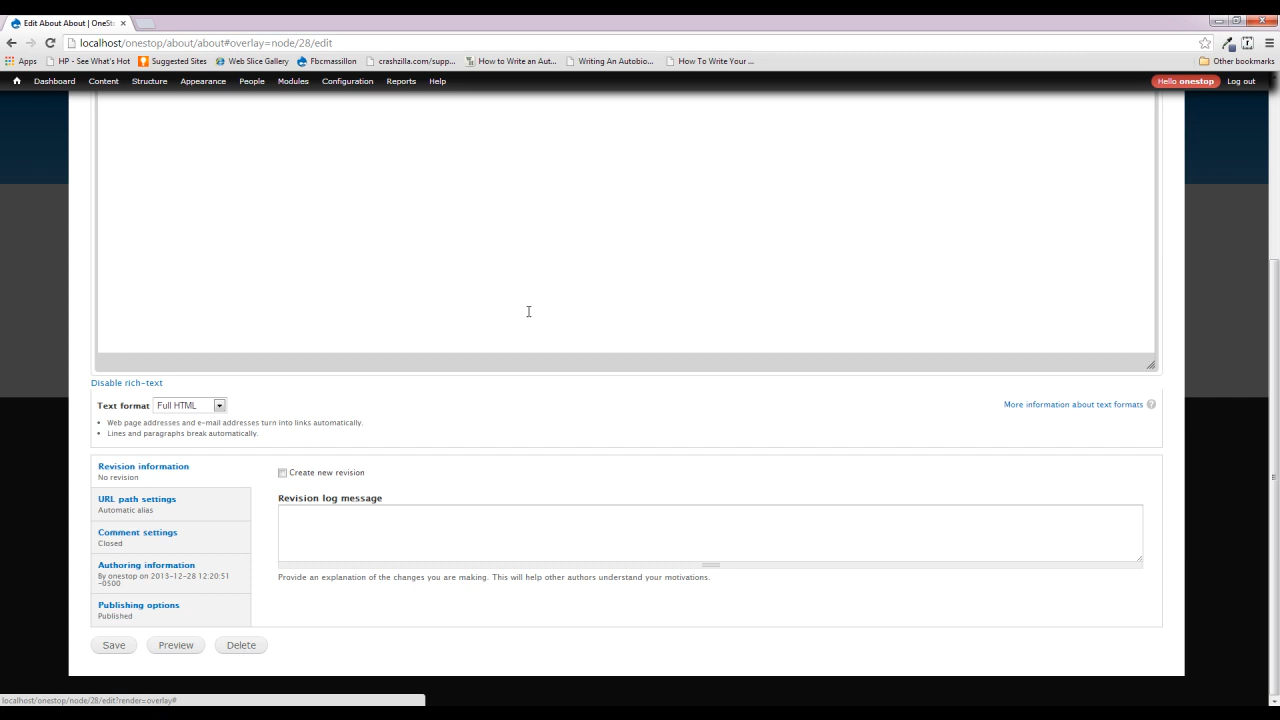 Edit About About | OneSto
localhost/onestop/about/about#overlay=node/28/edit
Apps HP - See What's Hot Suggested Sites Web Slice Gallery Fbcmassillon crashzilla.com/supp... How to Write an Aut... Writing An Autobio... How To Write Your ... Other bookmarks
Dashboard Content Structure Appearance People Modules Configuration Reports Help Hello onestop Log out
Disable rich-text
Text format Full HTML More information about text formats ?
• Web page addresses and e-mail addresses turn into links automatically.
• Lines and paragraphs break automatically.
Revision information
No revision
URL path settings
Automatic alias
Comment settings
Closed
Authoring information
By onestop on 2013-12-28 12:20:51
-0500
Publishing options
Published
Create new revision
Revision log message
Provide an explanation of the changes you are making. This will help other authors understand your motivations.
Save Preview Delete
localhost/onestop/node/28/edit?render=overlay#